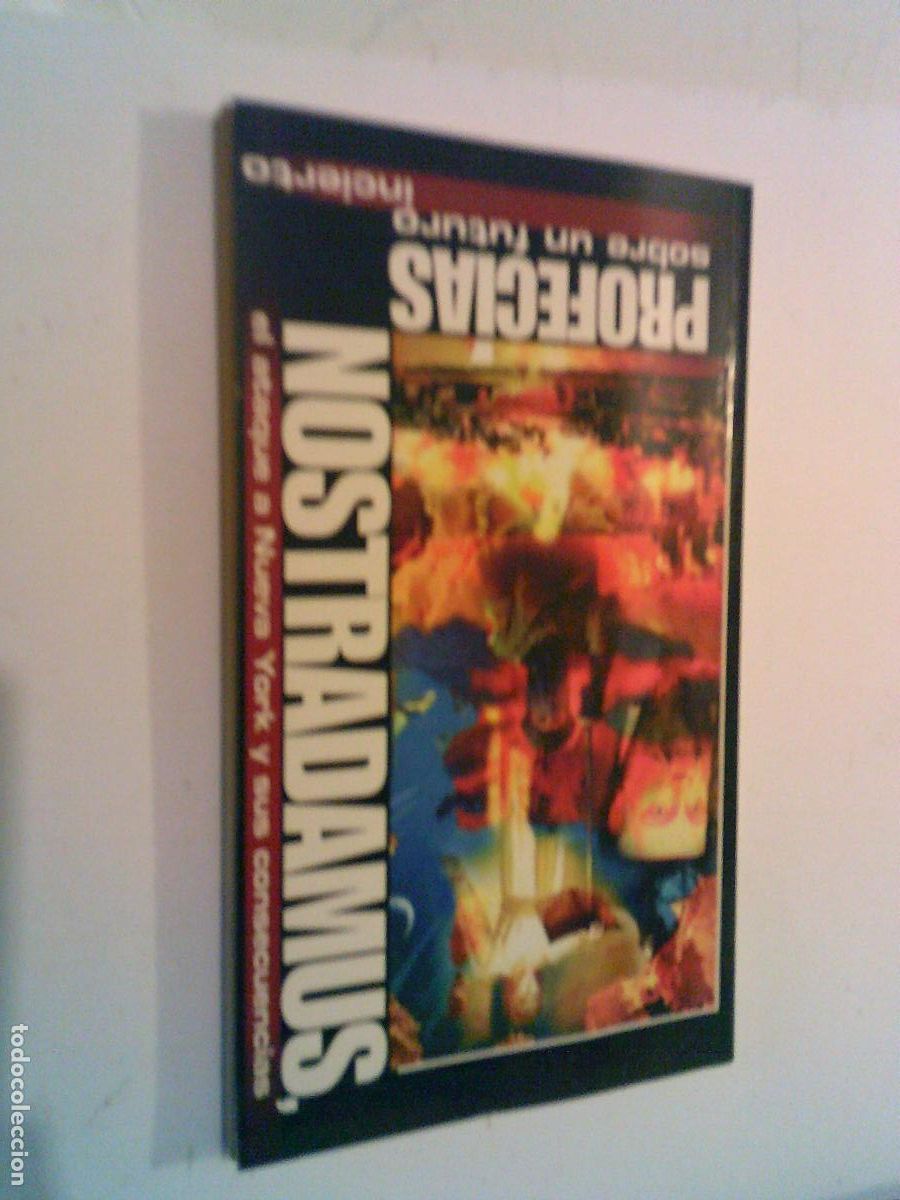 NOSTRADAMUS,
el ataque a Nueva York y sus consecuencias
PROFECÍAS
sobre un futuro
incierto
todocoleccion